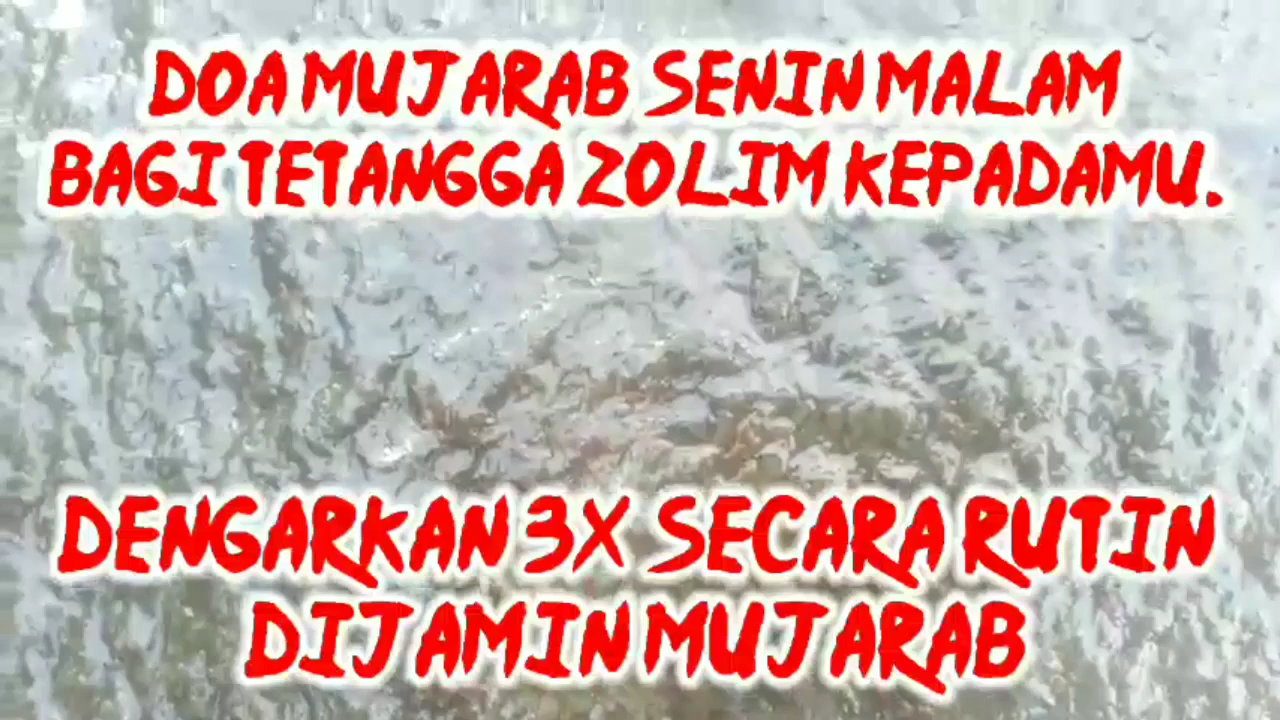 DOA MUJARAB SENIN MALAM
BAGI TETANGGA ZOLIM KEPADAMU.
DENGARKAN 3X SECARA RUTIN
DIJAMIN MUJARAB